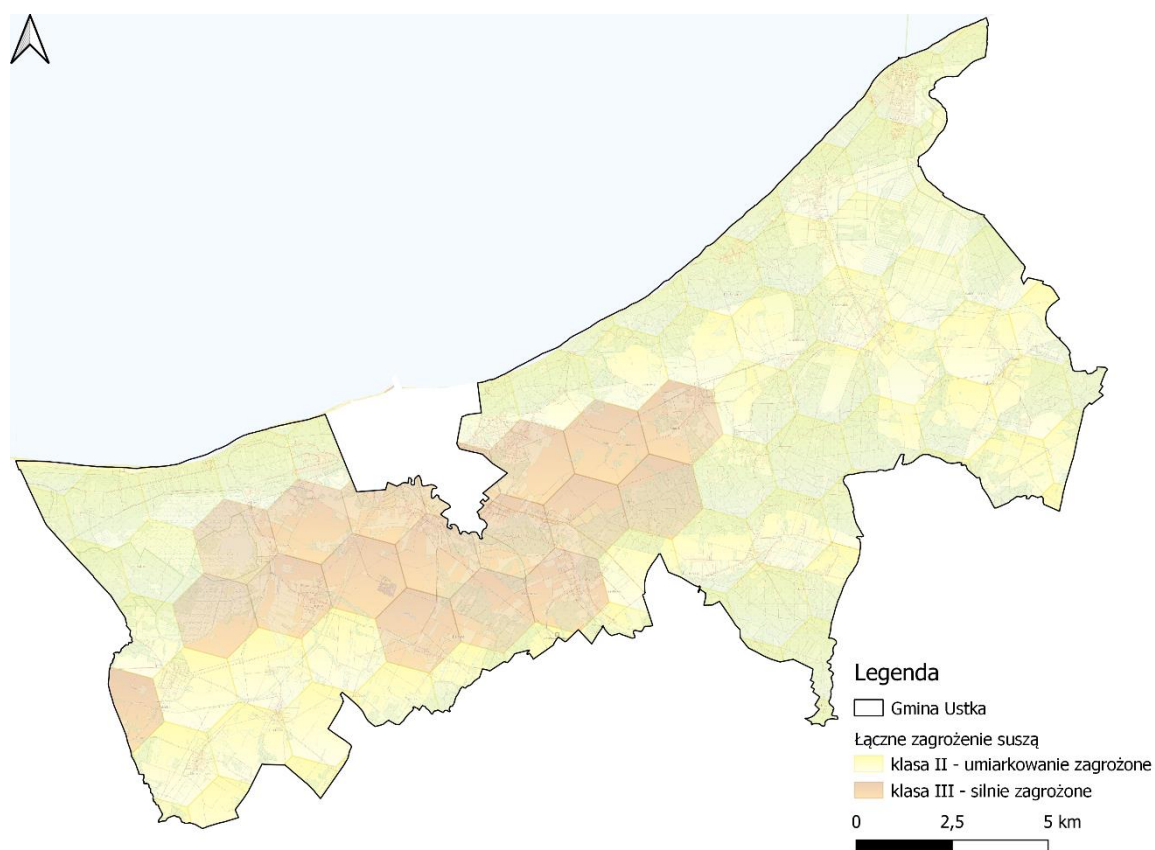 Legenda
Gmina Ustka
Łączne zagrożenie suszą
klasa II - umiarkowanie zagrożone
klasa III - silnie zagrożone
0 2,5 5 km